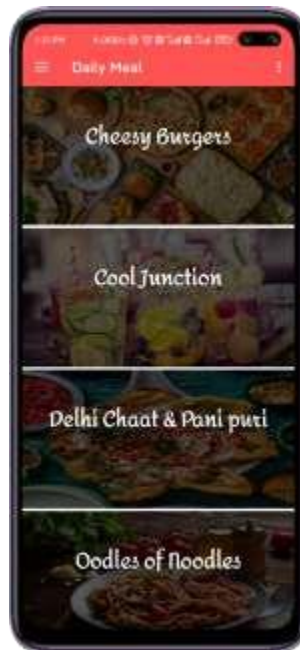 Daily Meal
Cheesy Burgers
Cool Junction
Delhi Chaat & Pani puri
Oodles of Noodles